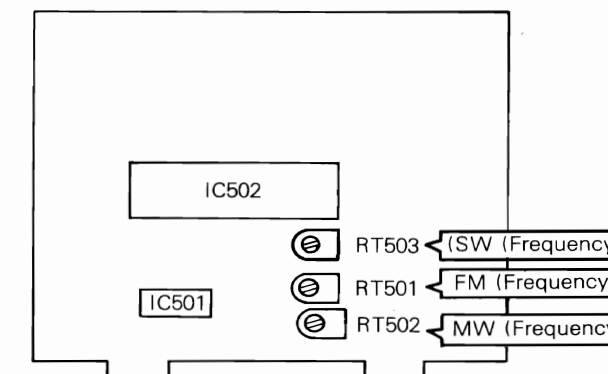 IC502
RT503 (SW (Frequency
RT501 FM (Frequency
IC501
RT502 MW (Frequency